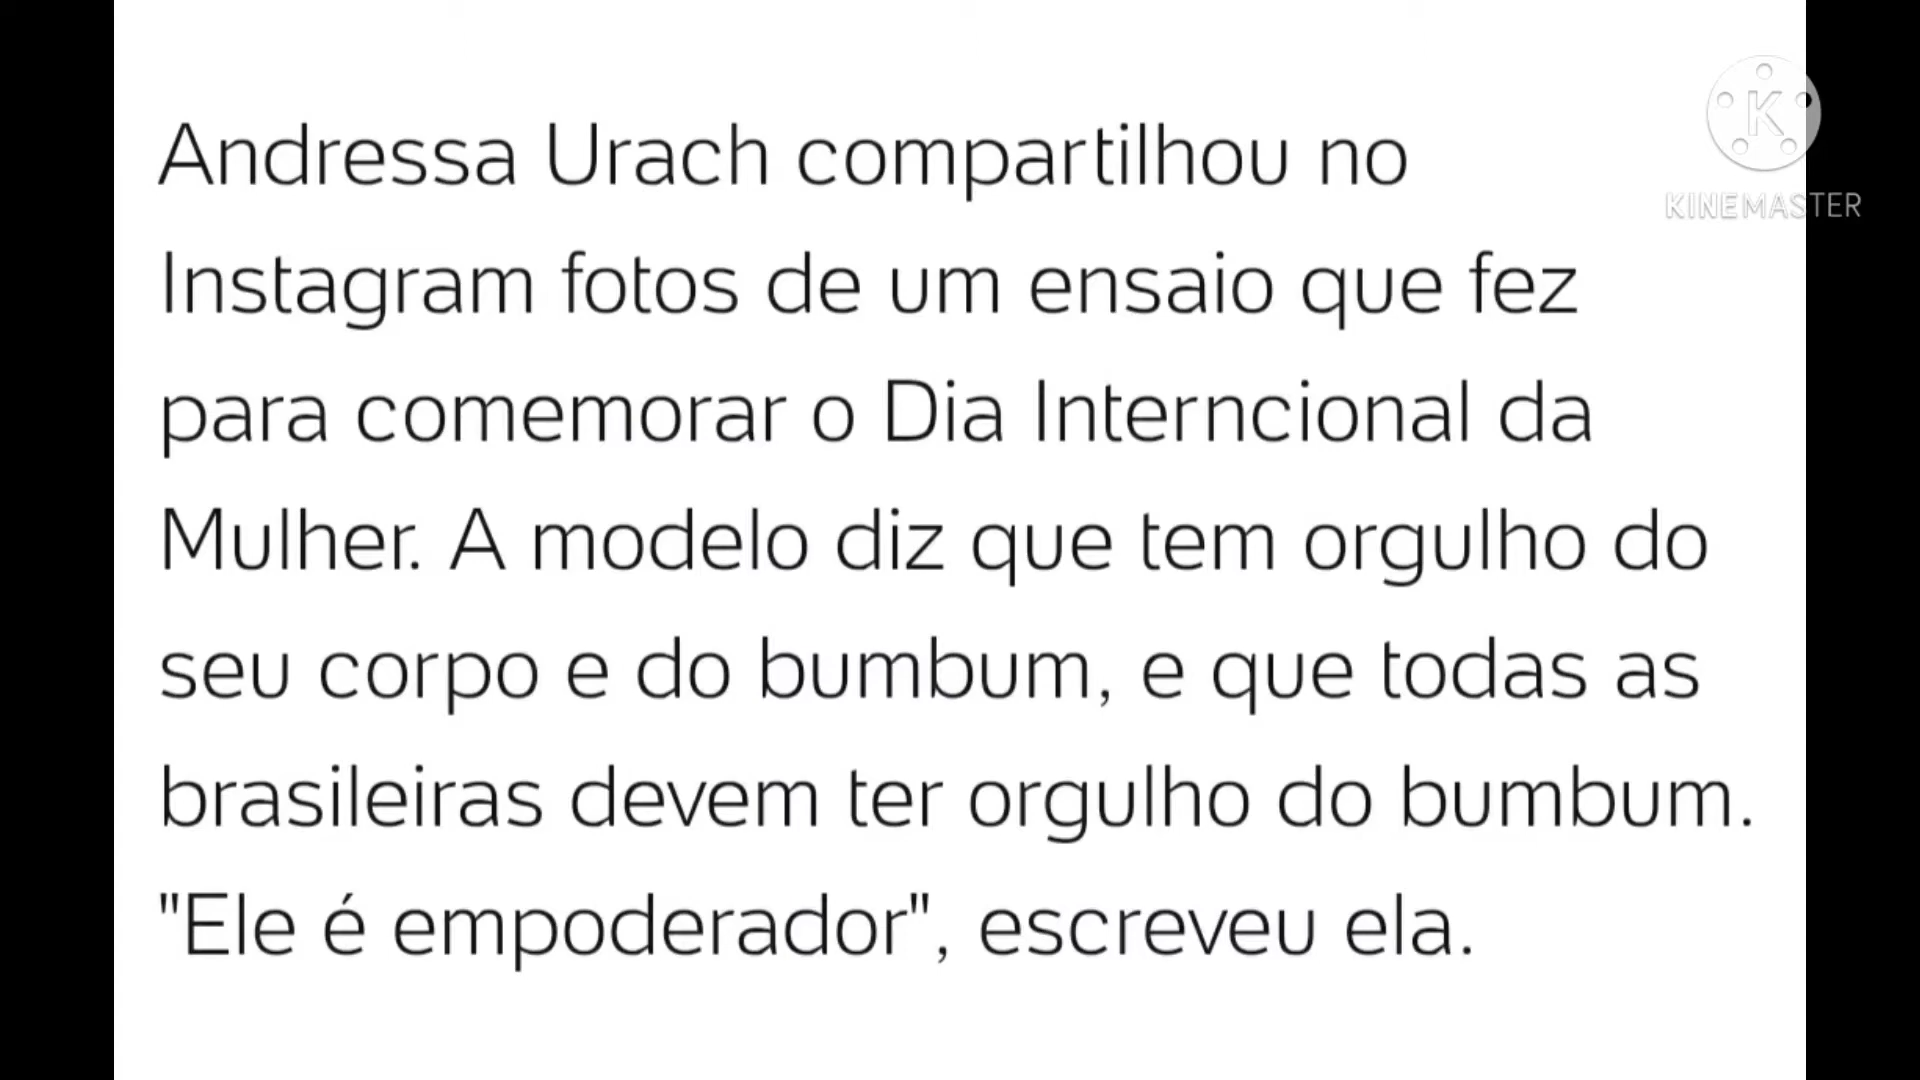 Andressa Urach compartilhou no
Instagram fotos de um ensaio que fez
para comemorar o Dia Interncional da
Mulher. A modelo diz que tem orgulho do
seu corpo e do bumbum, e que todas as
brasileiras devem ter orgulho do bumbum.
"Ele é empoderador", escreveu ela.
K
KINEMASTER